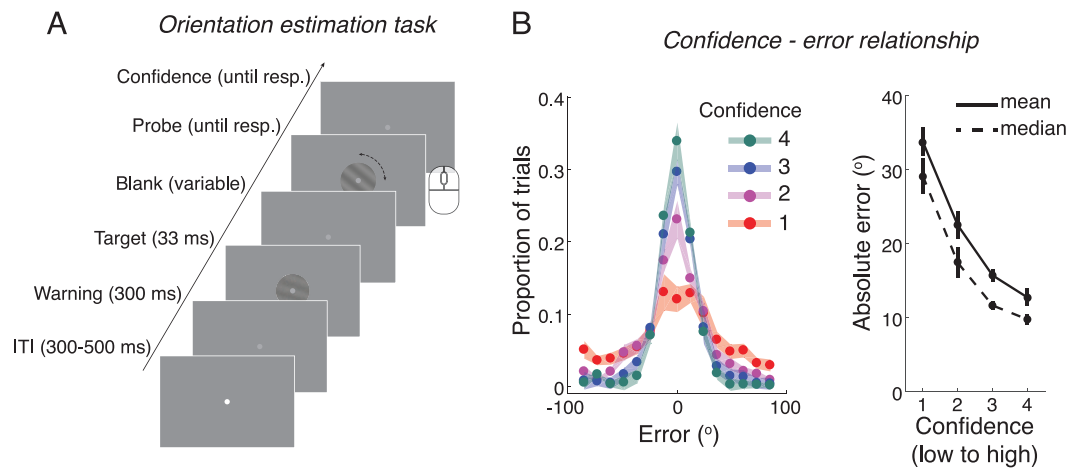 A
Orientation estimation task
Confidence (until resp.)
Probe (until resp.)
Blank (variable)
Target (33 ms)
Warning (300 ms)
ITI (300-500 ms)
B
Confidence - error relationship
0.4
0.3
0.2
0.1
0
Proportion of trials
-100
0
100
Error (º)
Confidence
4
3
2
1
40
30
20
10
0
Absolute error (º)
mean
median
1
2
3
4
Confidence
(low to high)